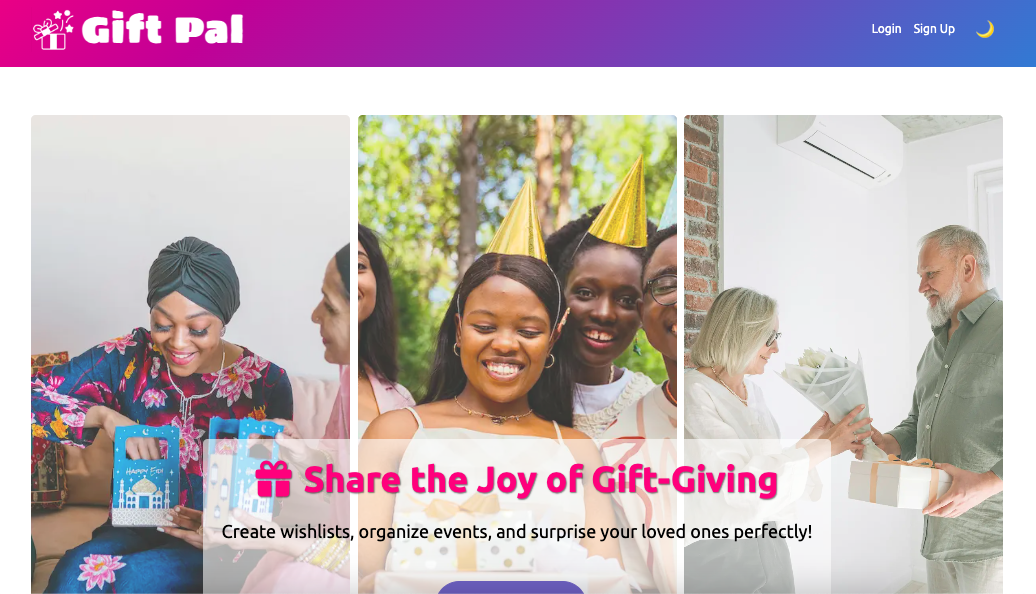 Gift Pal
Login Sign Up
HAPPY EID!
Share the Joy of Gift-Giving
Create wishlists, organize events, and surprise your loved ones perfectly!